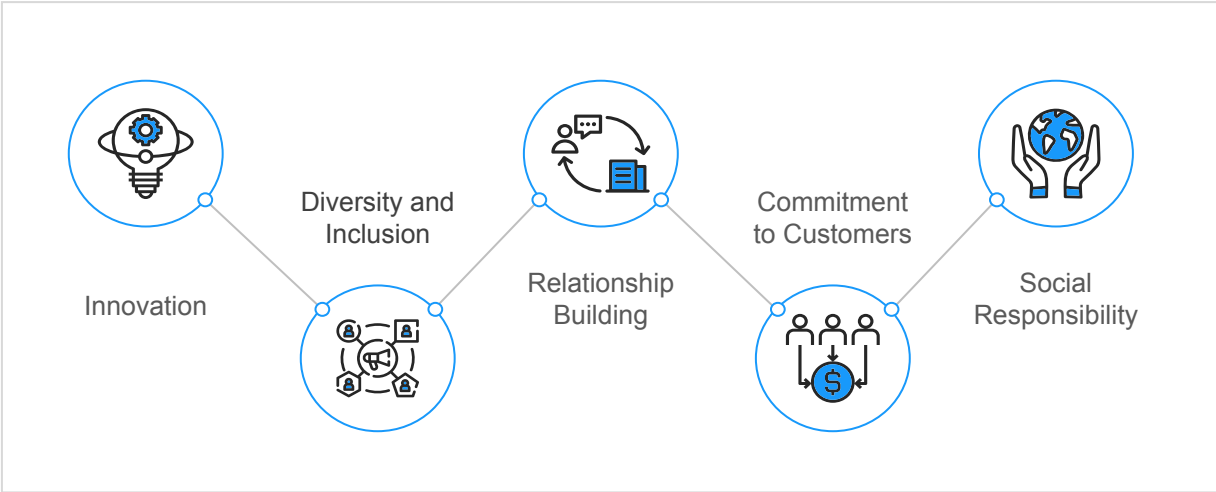 Innovation
Diversity and
Inclusion
Relationship
Building
Commitment
to Customers
$
Social
Responsibility